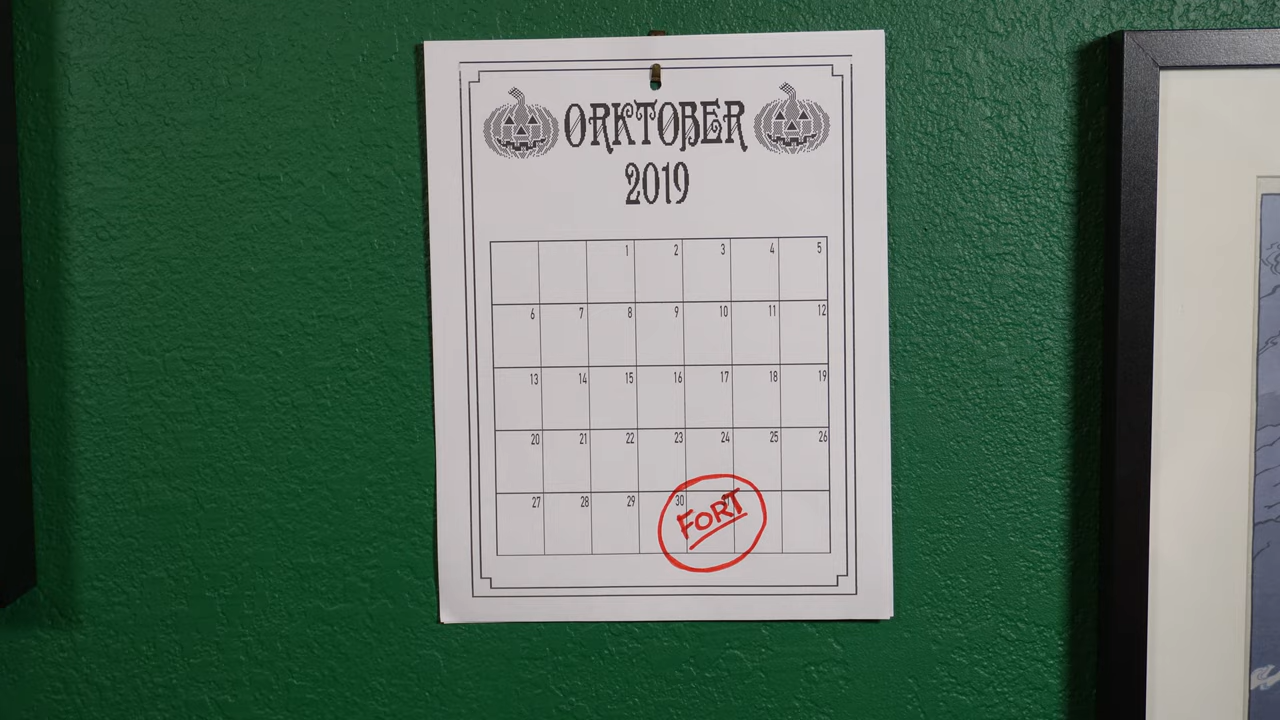 ORKTOBER
2019
1 2 3 4 5
6 7 8 9 10 11 12
13 14 15 16 17 18 19
20 21 22 23 24 25 26
27 28 29 30
FORT